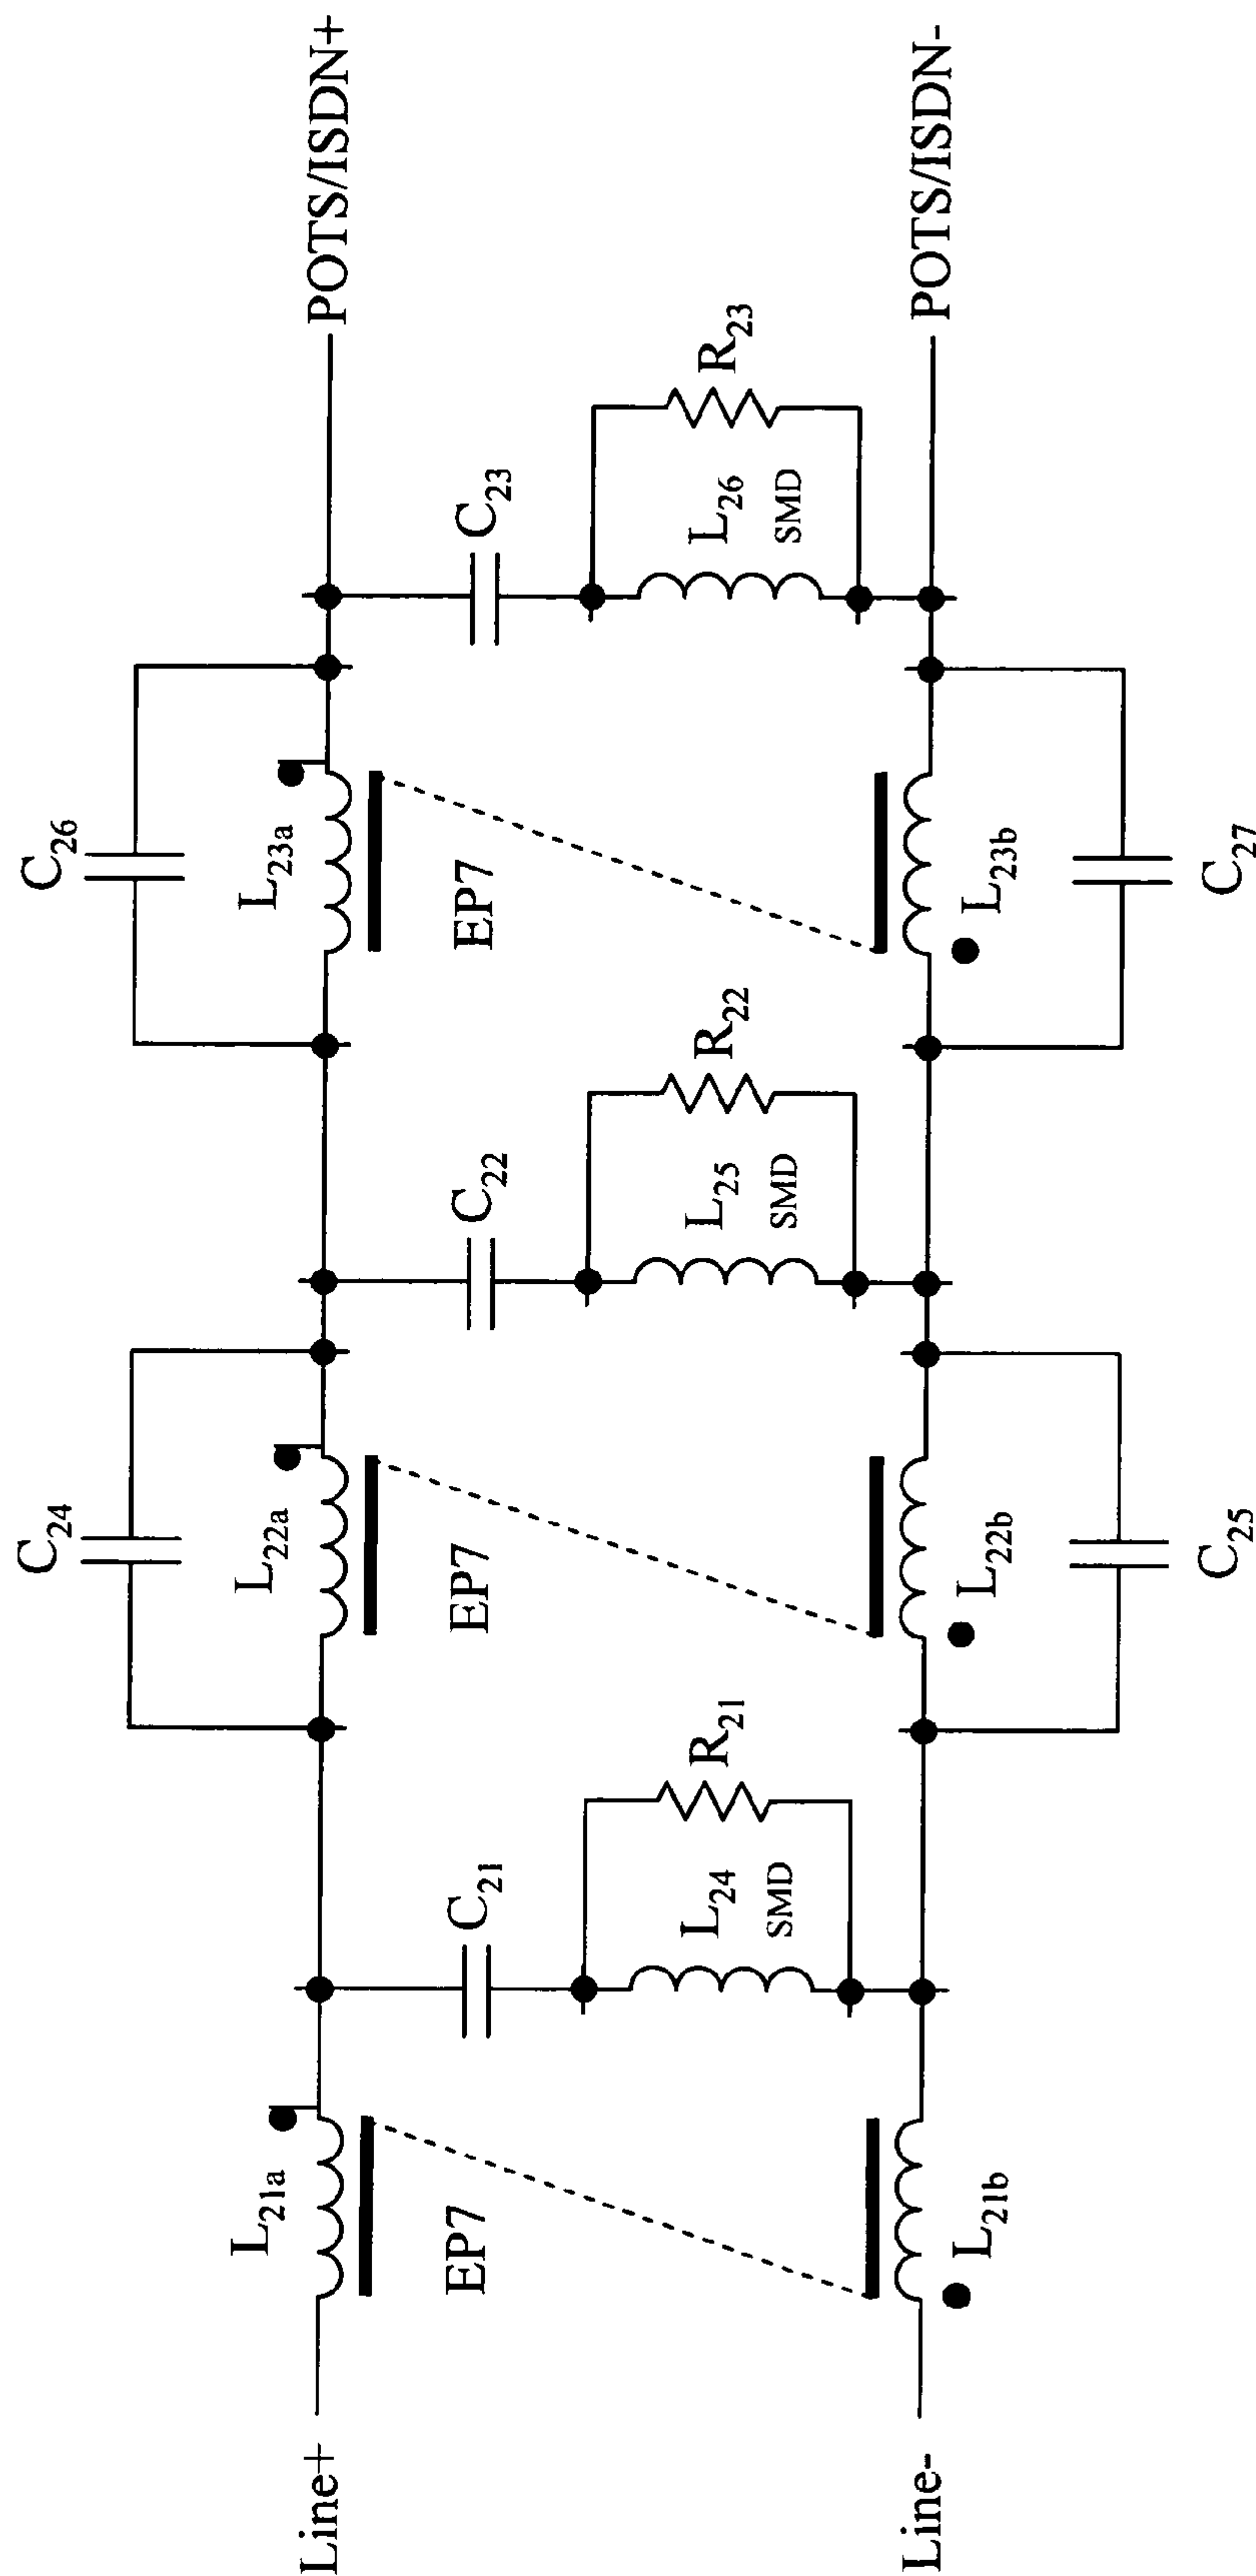 POTS/ISDN+
POTS/ISDN-
C₂₃
L₂₆
SMD
R₂₃
C₂₆
L₂₃ₐ
EP7
L₂₃b
C₂₇
C₂₂
L₂₅
SMD
R₂₂
C₂₄
L₂₂ₐ
EP7
L₂₂b
C₂₅
C₂₁
L₂₄
SMD
R₂₁
L₂₁ₐ
EP7
L₂₁b
Line+
Line-